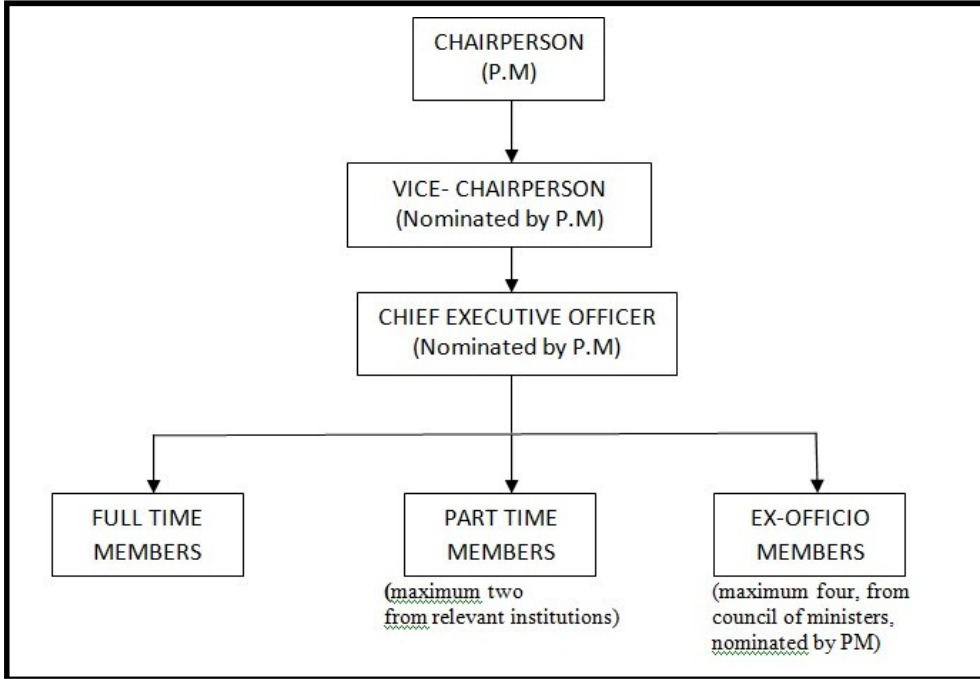 CHAIRPERSON
(P.M)
VICE- CHAIRPERSON
(Nominated by P.M)
CHIEF EXECUTIVE OFFICER
(Nominated by P.M)
FULL TIME
MEMBERS
PART TIME
MEMBERS
(maximum two
from relevant institutions)
EX-OFFICIO
MEMBERS
(maximum four, from
council of ministers,
nominated by PM)